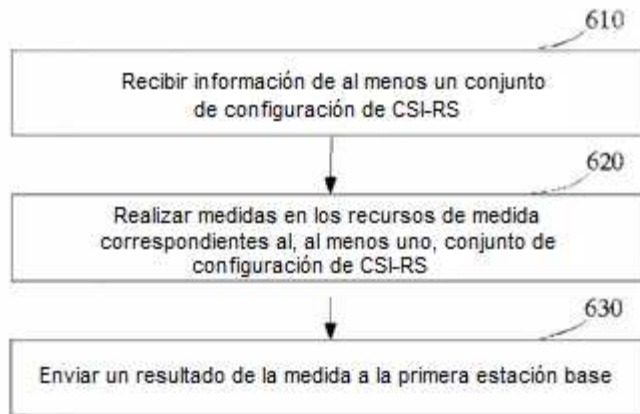 610
Recibir información de al menos un conjunto
de configuración de CSI-RS
620
Realizar medidas en los recursos de medida
correspondientes al, al menos uno, conjunto de
configuración de CSI-RS
630
Enviar un resultado de la medida a la primera estación base